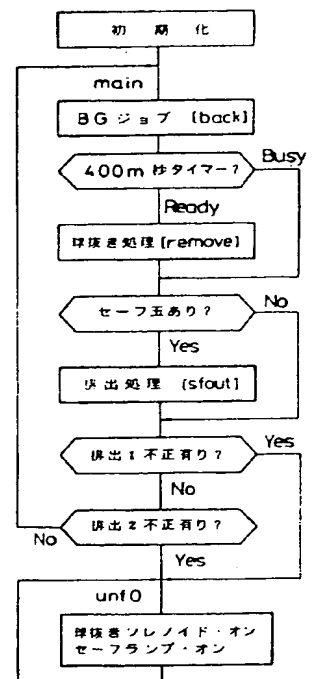 初期化
main
BGジョブ [back]
400m秒タイマー?
Busy
Ready
球抜き処理[remove]
セーフ玉あり?
No
Yes
排出処理 [sfout]
排出1不正有り?
Yes
No
排出2不正有り?
No
Yes
unf0
球抜きソレノイド・オン
セーフランプ・オン